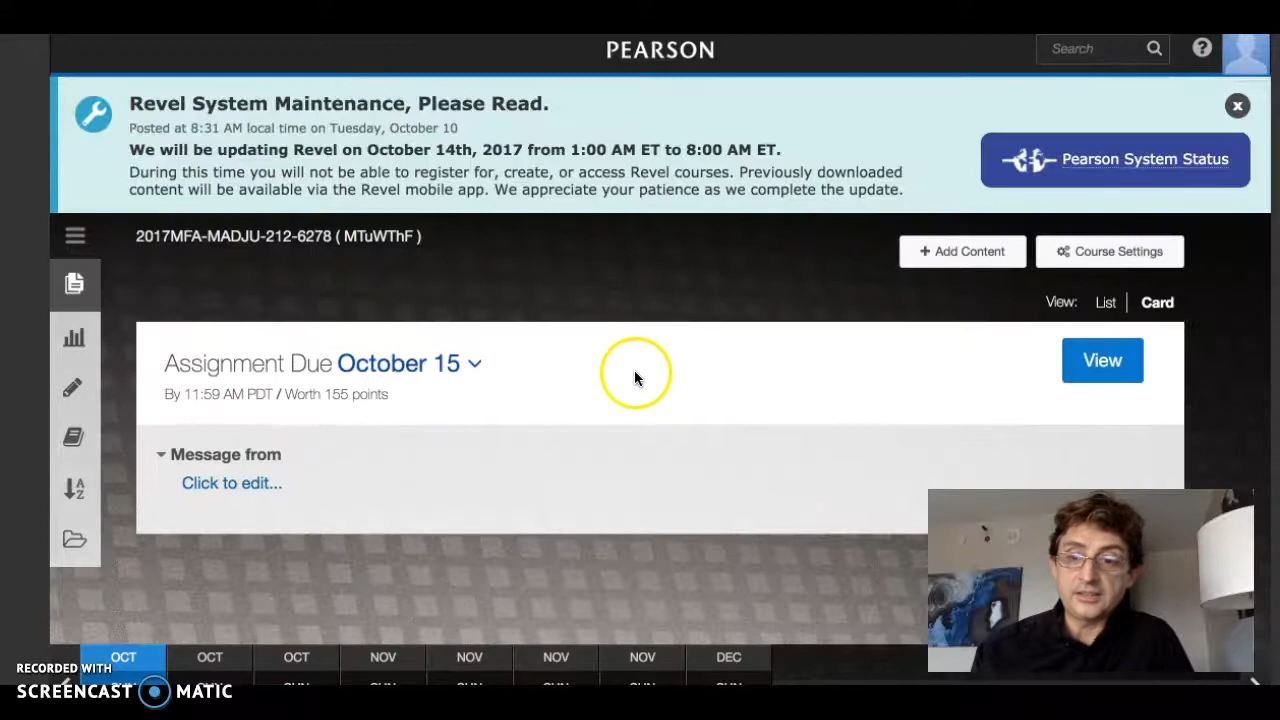 PEARSON
Search
Revel System Maintenance, Please Read.
Posted at 8:31 AM local time on Tuesday, October 10
We will be updating Revel on October 14th, 2017 from 1:00 AM ET to 8:00 AM ET.
During this time you will not be able to register for, create, or access Revel courses. Previously downloaded
content will be available via the Revel mobile app. We appreciate your patience as we complete the update.
Pearson System Status
2017MFA-MADJU-212-6278 ( MTuWThF )
+ Add Content
Course Settings
View: List | Card
Assignment Due October 15
View
By 11:59 AM PDT / Worth 155 points
Message from
Click to edit...
OCT OCT OCT NOV NOV NOV NOV DEC
RECORDED WITH
SCREENCAST MATIC